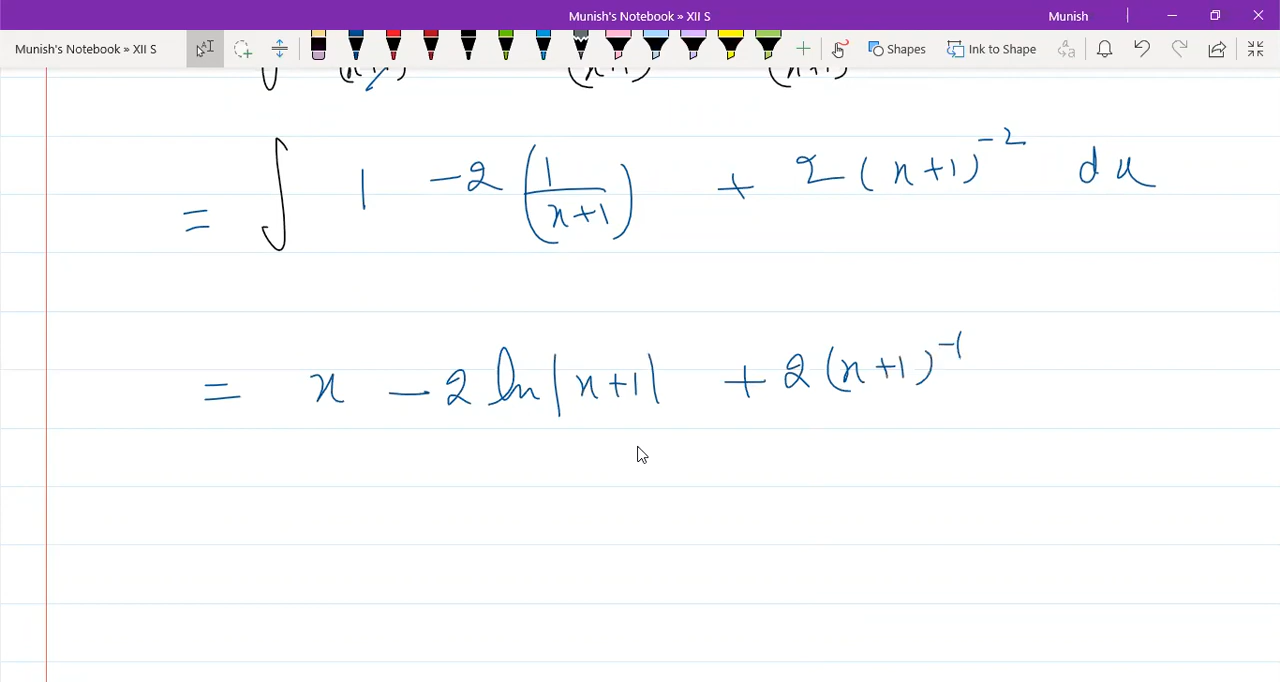 Munish's Notebook » XII S
Munish
Munish's Notebook » XII S
Shapes
Ink to Shape
= ∫ 1 -2 (1/(x+1)) + 2 (x+1)^-2 dx
= x - 2 ln|x+1| + 2(x+1)^-1